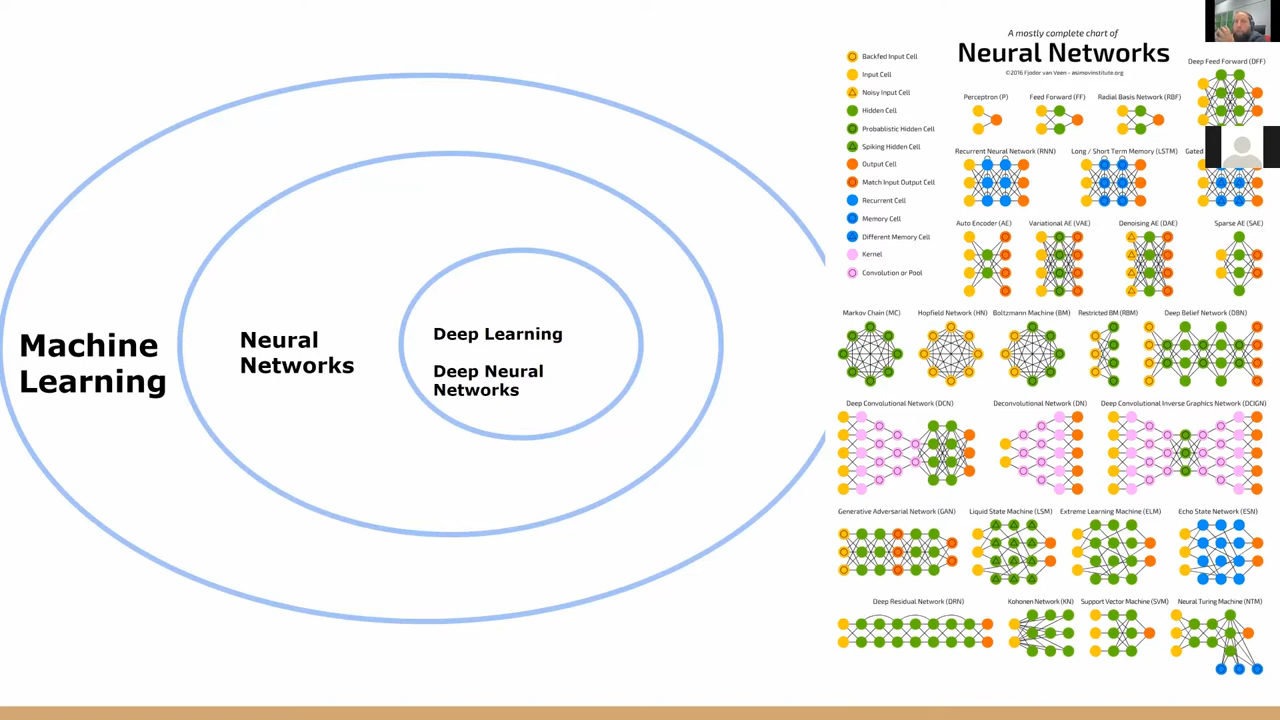 Machine
Learning
Neural
Networks
Deep Learning
Deep Neural
Networks
A mostly complete chart of
Neural Networks
©2016 Fjodor van Veen - asimovinstitute.org
Backfed Input Cell
Input Cell
Noisy Input Cell
Hidden Cell
Probablistic Hidden Cell
Spiking Hidden Cell
Output Cell
Match Input Output Cell
Recurrent Cell
Memory Cell
Different Memory Cell
Kernel
Convolution or Pool
Deep Feed Forward (DFF)
Perceptron (P)
Feed Forward (FF)
Radial Basis Network (RBF)
Recurrent Neural Network (RNN)
Long / Short Term Memory (LSTM)
Gated
Auto Encoder (AE)
Variational AE (VAE)
Denoising AE (DAE)
Sparse AE (SAE)
Markov Chain (MC)
Hopfield Network (HN)
Boltzmann Machine (BM)
Restricted BM (RBM)
Deep Belief Network (DBN)
Deep Convolutional Network (DCN)
Deconvolutional Network (DN)
Deep Convolutional Inverse Graphics Network (DCIGN)
Generative Adversarial Network (GAN)
Liquid State Machine (LSM)
Extreme Learning Machine (ELM)
Echo State Network (ESN)
Deep Residual Network (DRN)
Kohonen Network (KN)
Support Vector Machine (SVM)
Neural Turing Machine (NTM)